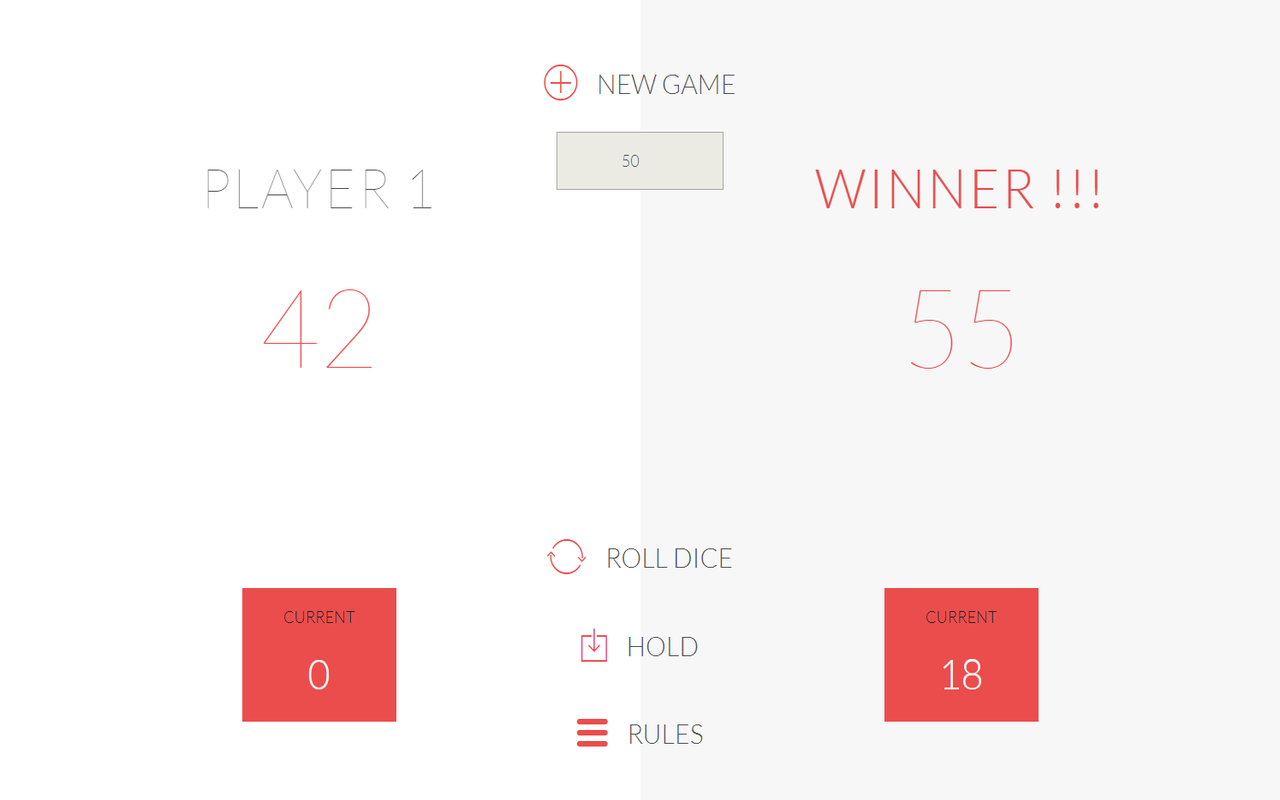 NEW GAME
50
PLAYER 1
WINNER !!!
42
55
ROLL DICE
CURRENT
0
CURRENT
18
HOLD
RULES